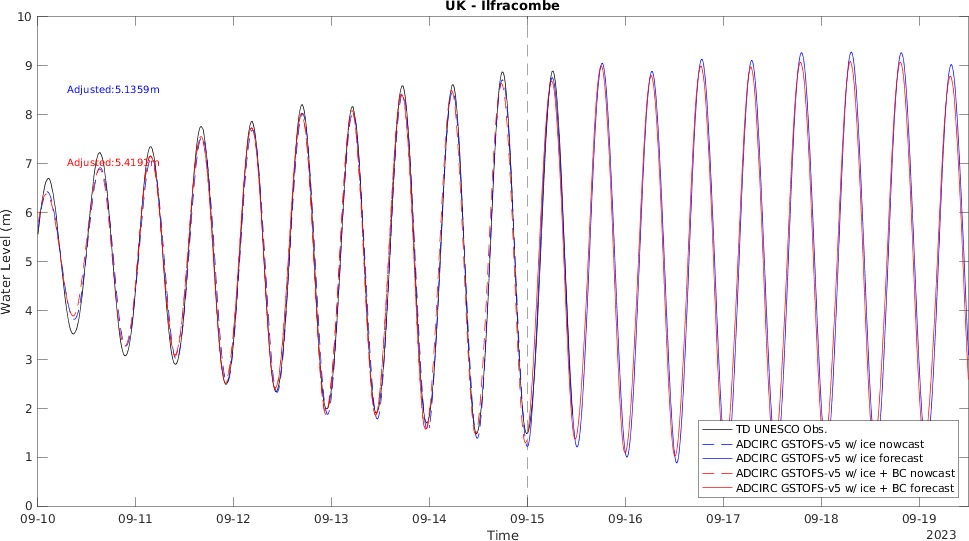 UK - Ilfracombe
10
9
8
7
6
5
4
3
2
1
0
Water Level (m)
Adjusted:5.1359m
Adjusted:5.4191m
TD UNESCO Obs.
ADCIRC GSTOFS-v5 w/ ice nowcast
ADCIRC GSTOFS-v5 w/ ice forecast
ADCIRC GSTOFS-v5 w/ ice + BC nowcast
ADCIRC GSTOFS-v5 w/ ice + BC forecast
09-10 09-11 09-12 09-13 09-14 09-15 09-16 09-17 09-18 09-19
Time
2023